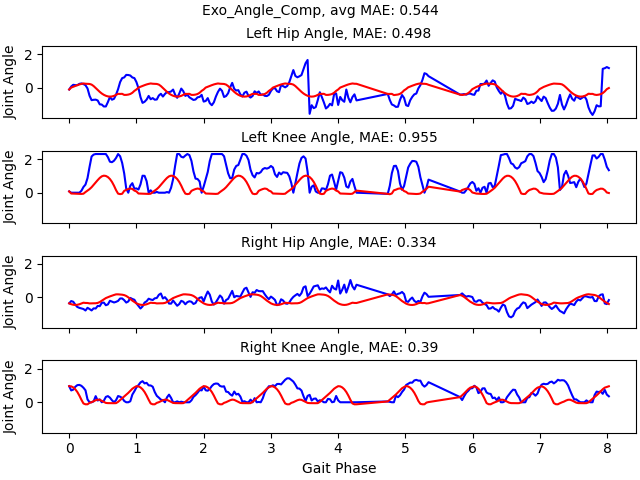 Exo_Angle_Comp, avg MAE: 0.544
Left Hip Angle, MAE: 0.498
Joint Angle
2
0
Left Knee Angle, MAE: 0.955
Joint Angle
2
0
Right Hip Angle, MAE: 0.334
Joint Angle
2
0
Right Knee Angle, MAE: 0.39
Joint Angle
2
0
0 1 2 3 4 5 6 7 8
Gait Phase